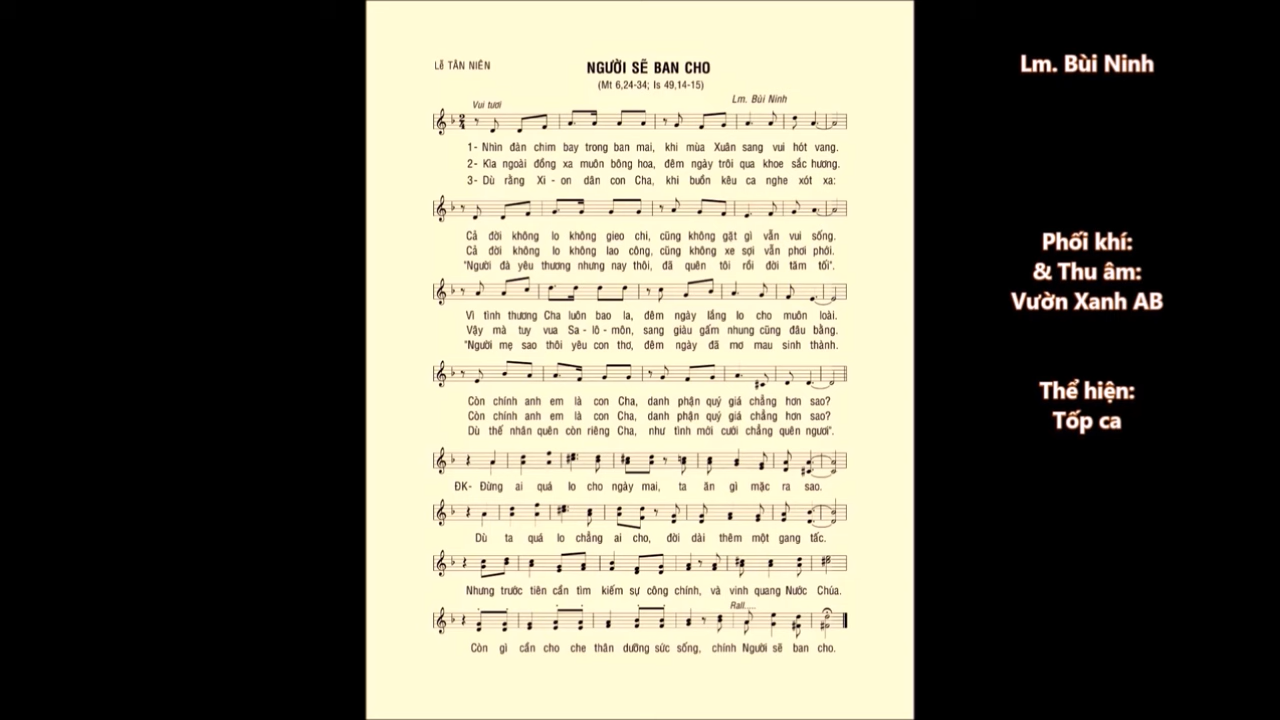 LỄ TÂN NIÊN
NGƯỜI SẼ BAN CHO
(Mt 6,24-34; Is 49,14-15)
Vui tươi
Lm. Bùi Ninh
1- Nhìn đàn chim bay trong ban mai, khi mùa Xuân sang vui hót vang.
2- Kìa ngoài đồng xa muôn bông hoa, đêm ngày trôi qua khoe sắc hương.
3- Dù rằng Xi - on dân con Cha, khi buồn kêu ca nghe xót xa:
Cả đời không lo không gieo chi, cũng không gặt gì vẫn vui sống.
Cả đời không lo không lao công, cũng không xe sợi vẫn phơi phới.
"Người đà yêu thương nhưng nay thôi, đã quên tôi rồi đời tăm tối".
Vì tình thương Cha luôn bao la, đêm ngày lắng lo cho muôn loài.
Vậy mà tuy vua Sa - lô - môn, sang giàu gấm nhung cũng đâu bằng.
"Người mẹ sao thôi yêu con thơ, đêm ngày đã mơ mau sinh thành.
Còn chính anh em là con Cha, danh phận quý giá chẳng hơn sao?
Còn chính anh em là con Cha, danh phận quý giá chẳng hơn sao?
Dù thế nhân quên còn riêng Cha, như tình mới cưới chẳng quên ngươi".
ĐK- Đừng ai quá lo cho ngày mai, ta ăn gì mặc ra sao.
Dù ta quá lo chẳng ai cho, đời dài thêm một gang tấc.
Nhưng trước tiên cần tìm kiếm sự công chính, và vinh quang Nước Chúa.
Rall....
Còn gì cần cho che thân dưỡng sức sống, chính Người sẽ ban cho.
Lm. Bùi Ninh
Phối khí:
& Thu âm:
Vườn Xanh AB
Thể hiện:
Tốp ca